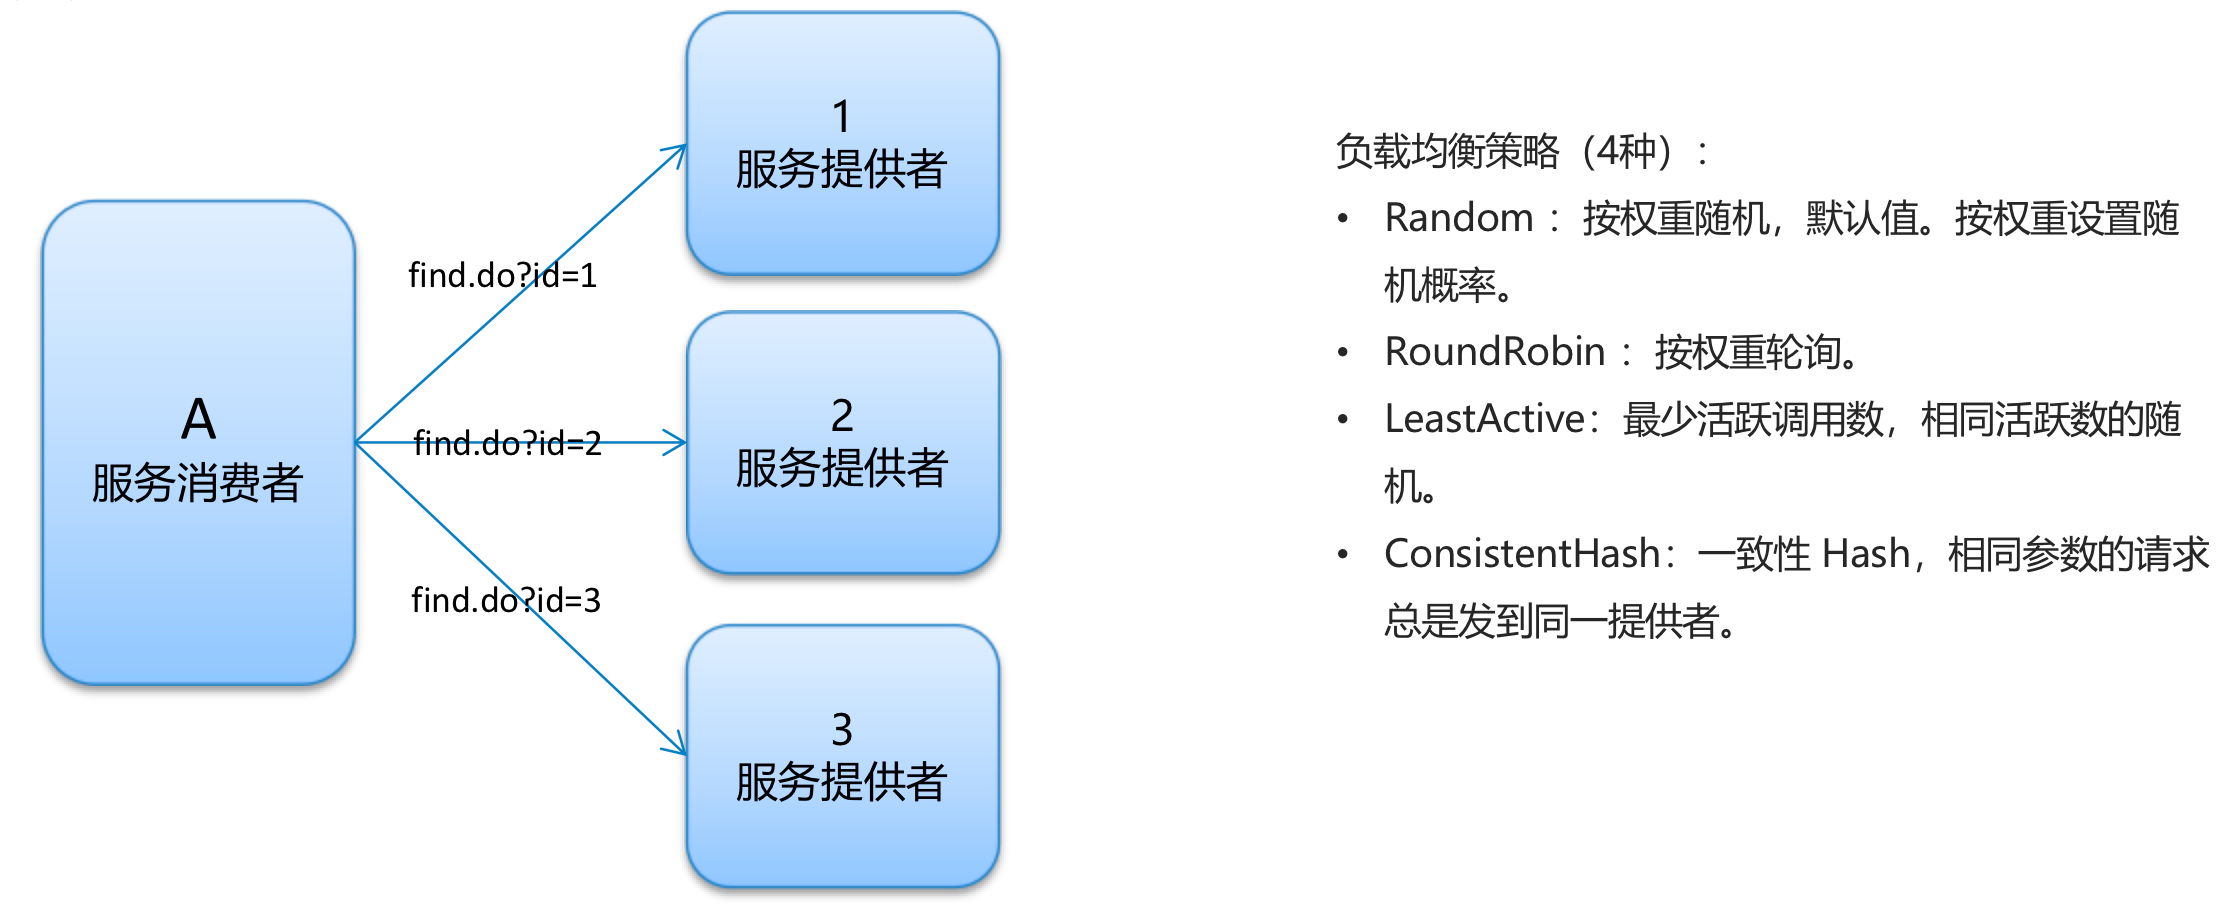 A
服务消费者
find.do?id=1
find.do?id=2
find.do?id=3
1
服务提供者
2
服务提供者
3
服务提供者
负载均衡策略（4种）:
• Random : 按权重随机，默认值。按权重设置随
机概率。
• RoundRobin : 按权重轮询。
• LeastActive：最少活跃调用数，相同活跃数的随
机。
• ConsistentHash：一致性 Hash，相同参数的请求
总是发到同一提供者。